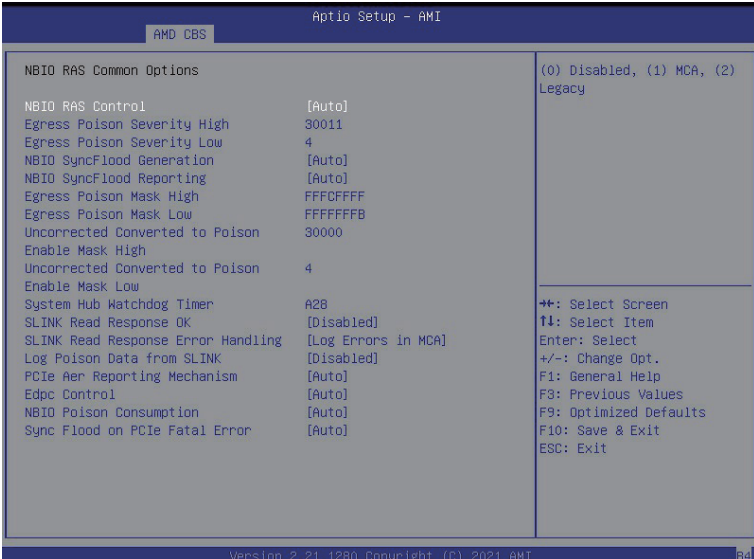 Aptio Setup – AMI
AMD CBS
NBIO RAS Common Options
NBIO RAS Control [Auto]
Egress Poison Severity High 30011
Egress Poison Severity Low 4
NBIO SyncFlood Generation [Auto]
NBIO SyncFlood Reporting [Auto]
Egress Poison Mask High FFFCFFFF
Egress Poison Mask Low FFFFFFFB
Uncorrected Converted to Poison 30000
Enable Mask High
Uncorrected Converted to Poison 4
Enable Mask Low
System Hub Watchdog Timer A28
SLINK Read Response OK [Disabled]
SLINK Read Response Error Handling [Log Errors in MCA]
Log Poison Data from SLINK [Disabled]
PCIe Aer Reporting Mechanism [Auto]
Edpc Control [Auto]
NBIO Poison Consumption [Auto]
Sync Flood on PCIe Fatal Error [Auto]
(0) Disabled, (1) MCA, (2)
Legacy
→←: Select Screen
↑↓: Select Item
Enter: Select
+/-: Change Opt.
F1: General Help
F3: Previous Values
F9: Optimized Defaults
F10: Save & Exit
ESC: Exit
Version 2.21.1280 Copyright (C) 2021 AMI